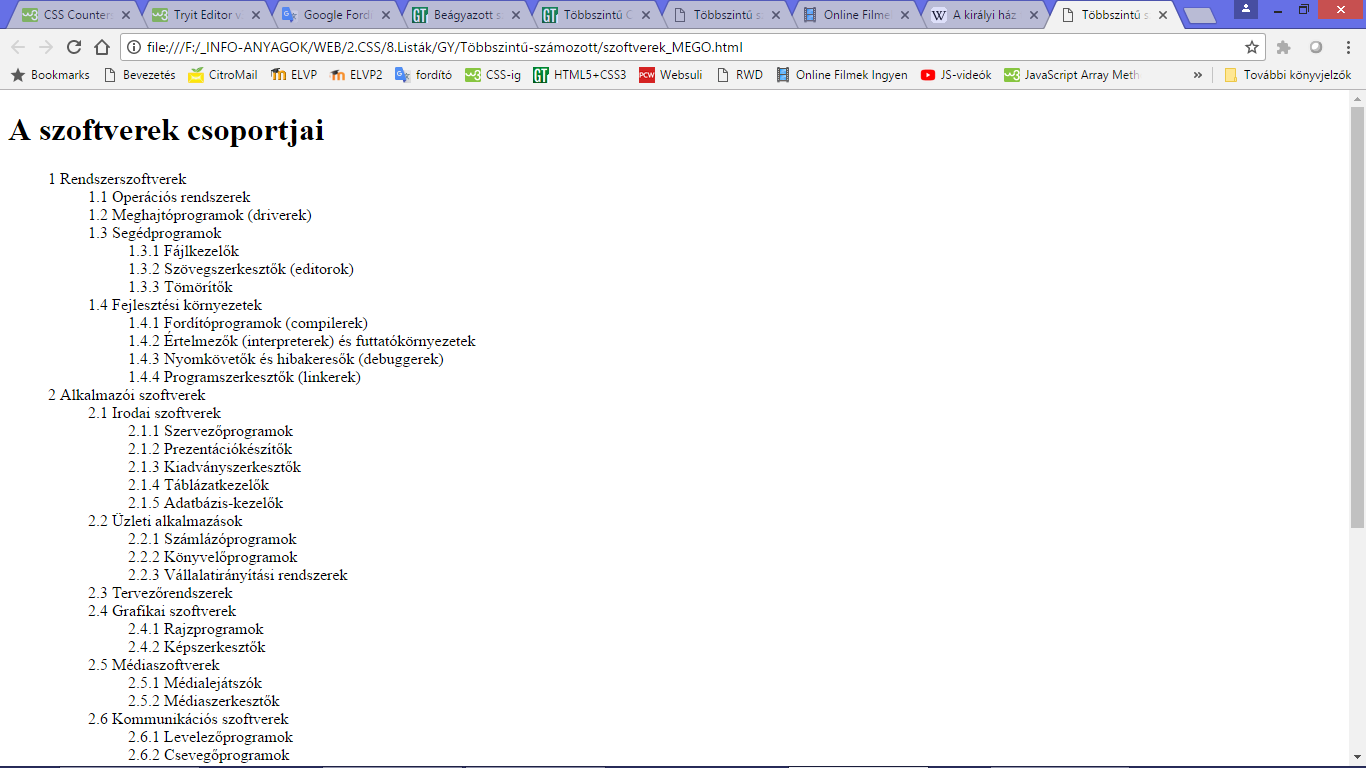 CSS Counter
Tryit Editor v
Google Fordí
Beágyazott s
Többszintű C
Többszintű s
Online Filme
A királyi ház
Többszintű s
file:///F:/_INFO-ANYAGOK/WEB/2.CSS/8.Listák/GY/Többszintű-számozott/szoftverek_MEGO.html
Bookmarks
Bevezetés
CitroMail
ELVP
ELVP2
fordító
CSS-ig
HTML5+CSS3
Websuli
RWD
Online Filmek Ingyen
JS-videók
JavaScript Array Meth
»
További könyvjelzők
A szoftverek csoportjai
1 Rendszerszoftverek
1.1 Operációs rendszerek
1.2 Meghajtóprogramok (driverek)
1.3 Segédprogramok
1.3.1 Fájlkezelők
1.3.2 Szövegszerkesztők (editorok)
1.3.3 Tömörítők
1.4 Fejlesztési környezetek
1.4.1 Fordítóprogramok (compilerek)
1.4.2 Értelmezők (interpreterek) és futtatókörnyezetek
1.4.3 Nyomkövetők és hibakeresők (debuggerek)
1.4.4 Programszerkesztők (linkerek)
2 Alkalmazói szoftverek
2.1 Irodai szoftverek
2.1.1 Szervezőprogramok
2.1.2 Prezentációkészítők
2.1.3 Kiadványszerkesztők
2.1.4 Táblázatkezelők
2.1.5 Adatbázis-kezelők
2.2 Üzleti alkalmazások
2.2.1 Számlázóprogramok
2.2.2 Könyvelőprogramok
2.2.3 Vállalatirányítási rendszerek
2.3 Tervezőrendszerek
2.4 Grafikai szoftverek
2.4.1 Rajzprogramok
2.4.2 Képszerkesztők
2.5 Médiaszoftverek
2.5.1 Médialejátszók
2.5.2 Médiaszerkesztők
2.6 Kommunikációs szoftverek
2.6.1 Levelezőprogramok
2.6.2 Csevegőprogramok